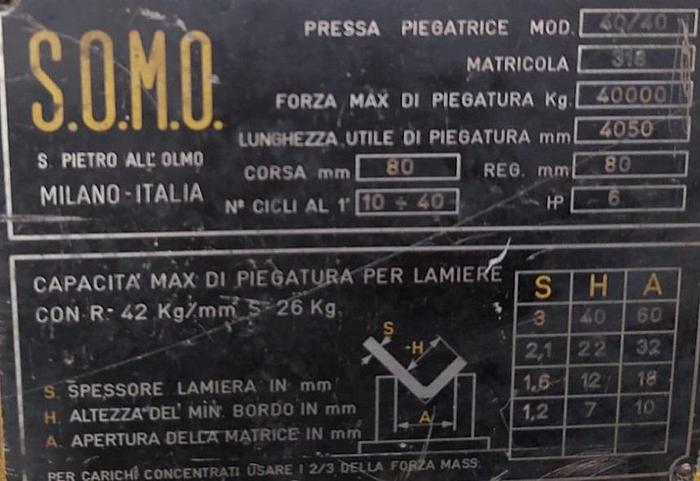 S.O.M.O.
S. PIETRO ALL' OLMO
MILANO-ITALIA
PRESSA PIEGATRICE MOD. 40/40
MATRICOLA 318
FORZA MAX DI PIEGATURA Kg. 40000
LUNGHEZZA UTILE DI PIEGATURA mm 4050
CORSA mm 80 REG. mm 80
N° CICLI AL 1' 10 ÷ 40 HP 6
CAPACITA' MAX DI PIEGATURA PER LAMIERE
CON R- 42 Kg/mm S- 26 Kg.
S
H
A
S. SPESSORE LAMIERA IN mm
H. ALTEZZA DEL MIN. BORDO IN mm
A. APERTURA DELLA MATRICE IN mm
S H A
3 40 60
2,1 22 32
1,6 12 18
1,2 7 10
PER CARICHI CONCENTRATI USARE I 2/3 DELLA FORZA MASS.